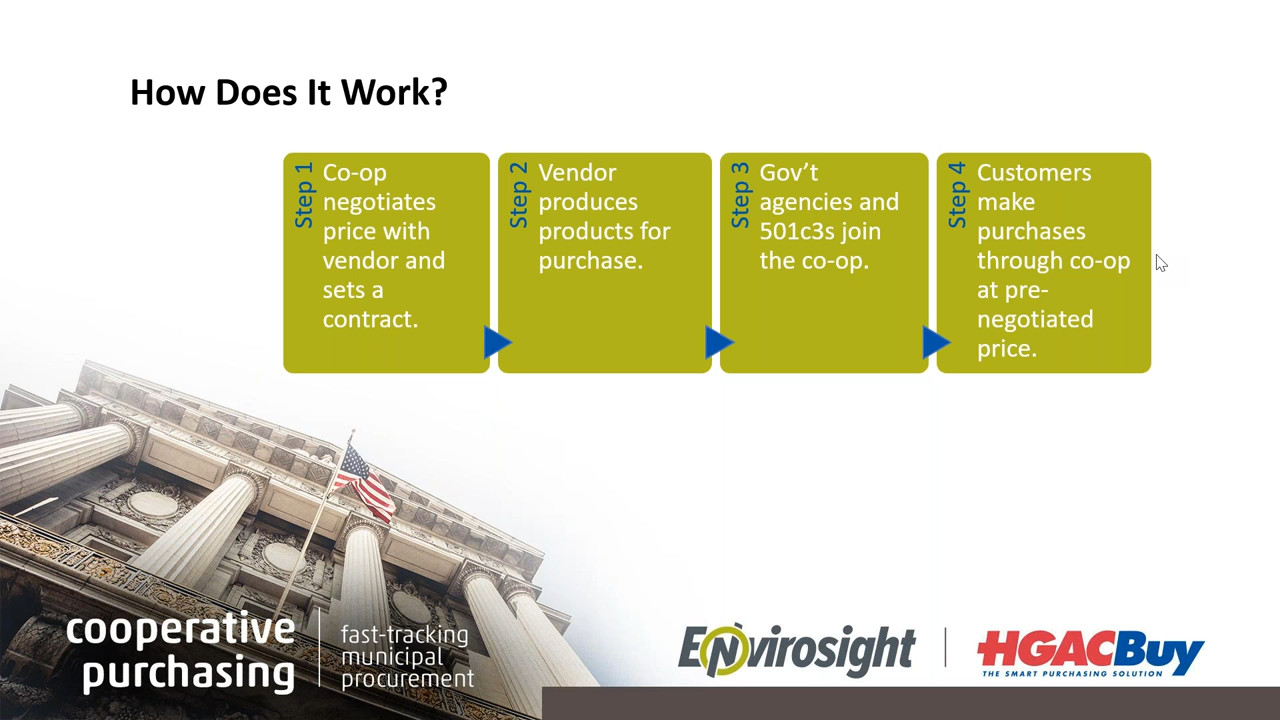 How Does It Work?
Step 1
Co-op
negotiates
price with
vendor and
sets a
contract.
Step 2
Vendor
produces
products for
purchase.
Step 3
Gov’t
agencies and
501c3s join
the co-op.
Step 4
Customers
make
purchases
through co-op
at pre-
negotiated
price.
cooperative
purchasing
fast-tracking
municipal
procurement
Envirosight
HGACBuy
THE SMART PURCHASING SOLUTION